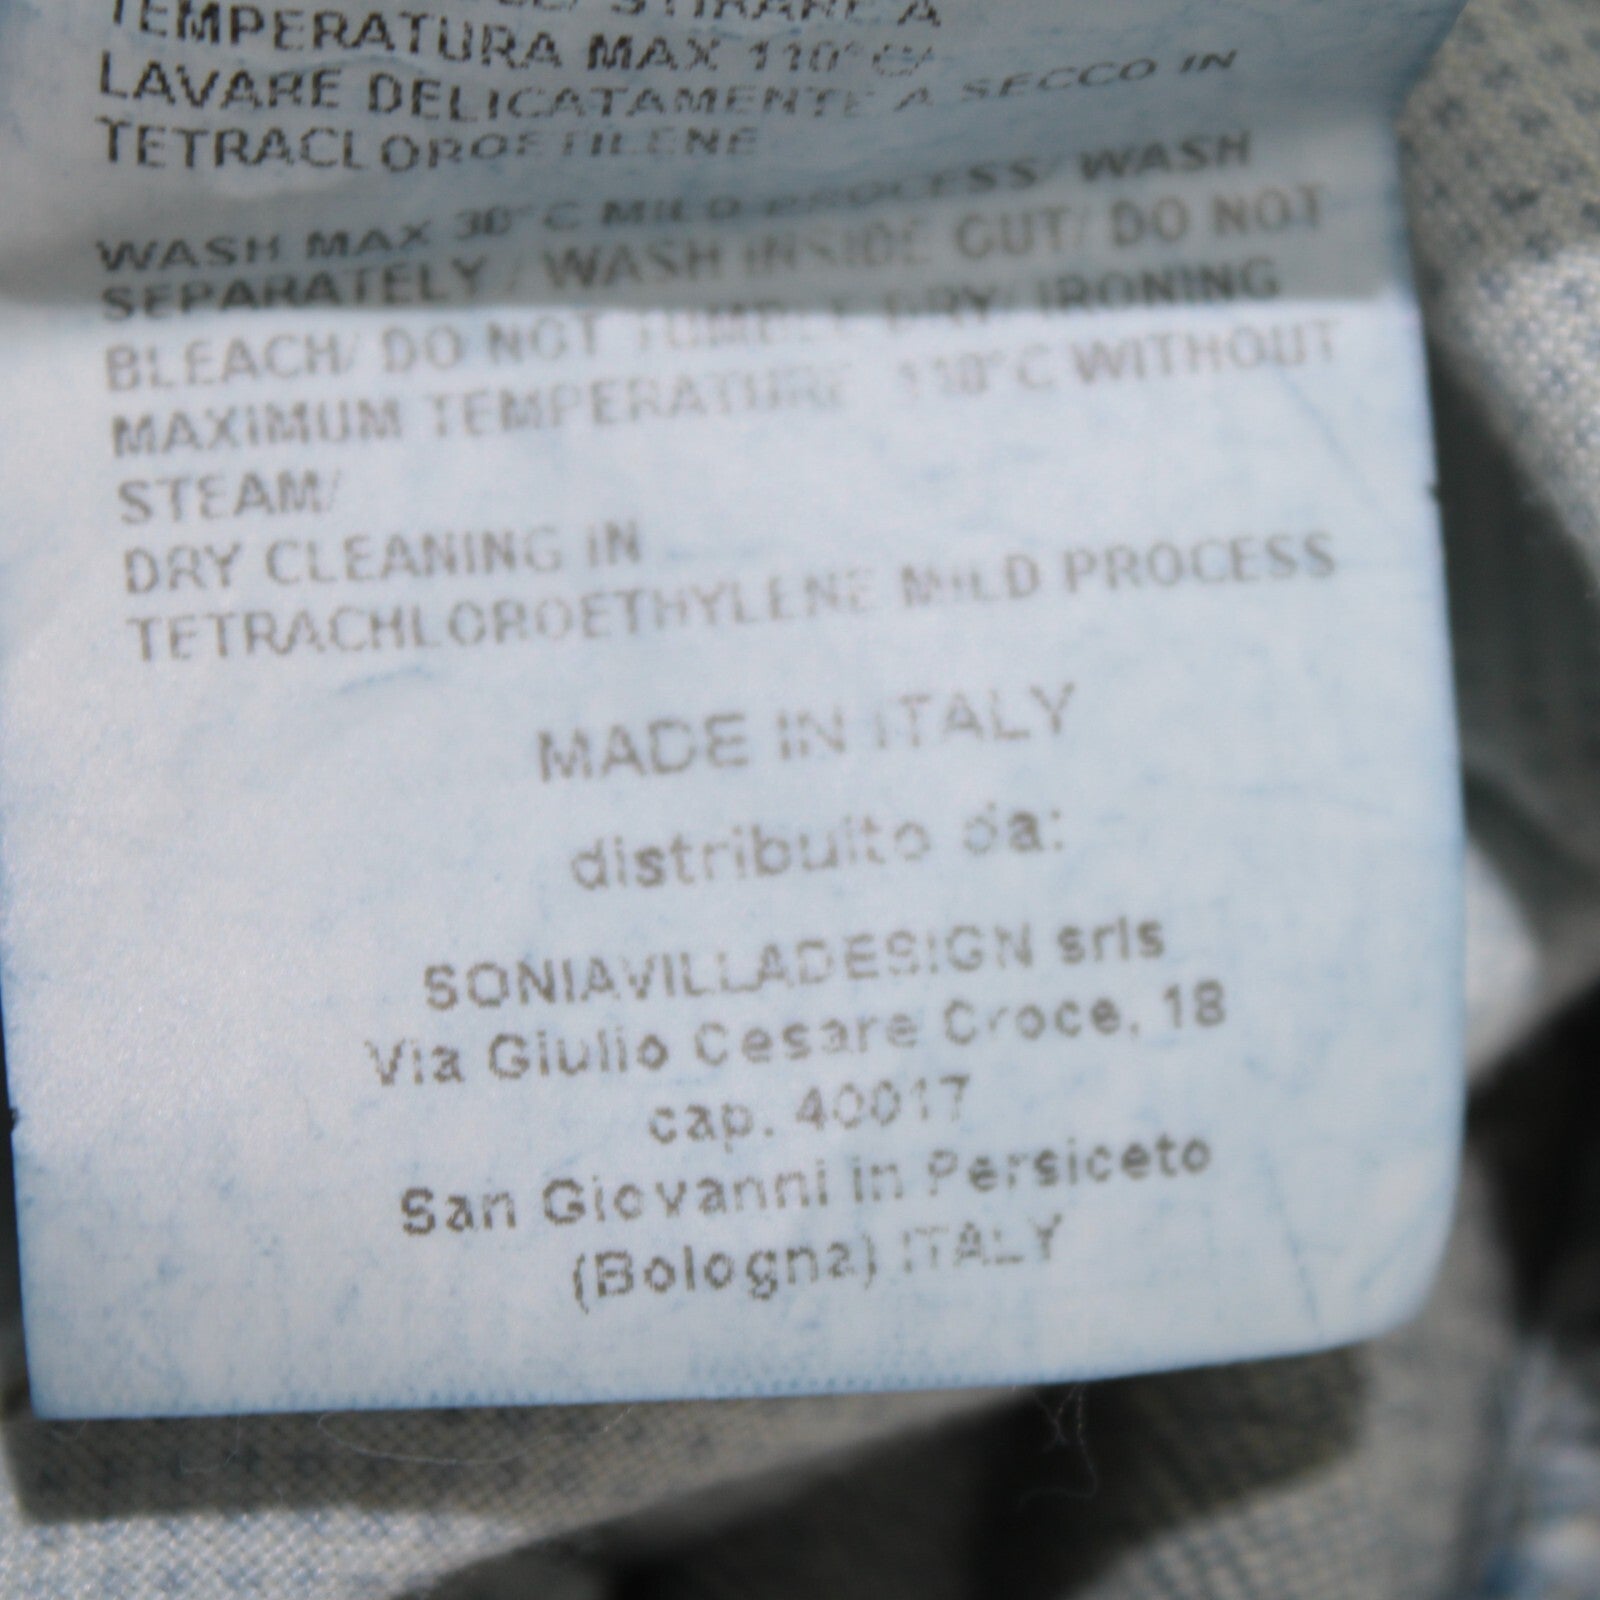 STIRARE A
TEMPERATURA MAX 110°C/
LAVARE DELICATAMENTE A SECCO IN
TETRACLOROETILENE
WASH MAX 30°C MILD PROCESS/ WASH
SEPARATELY / WASH INSIDE OUT/ DO NOT
BLEACH/ DO NOT TUMBLE DRY/ IRONING
MAXIMUM TEMPERATURE 110°C WITHOUT
STEAM/
DRY CLEANING IN
TETRACHLOROETHYLENE MILD PROCESS
MADE IN ITALY
distribuito da:
SONIAVILLADESIGN srls
Via Giulio Cesare Croce, 18
cap. 40017
San Giovanni in Persiceto
(Bologna) ITALY